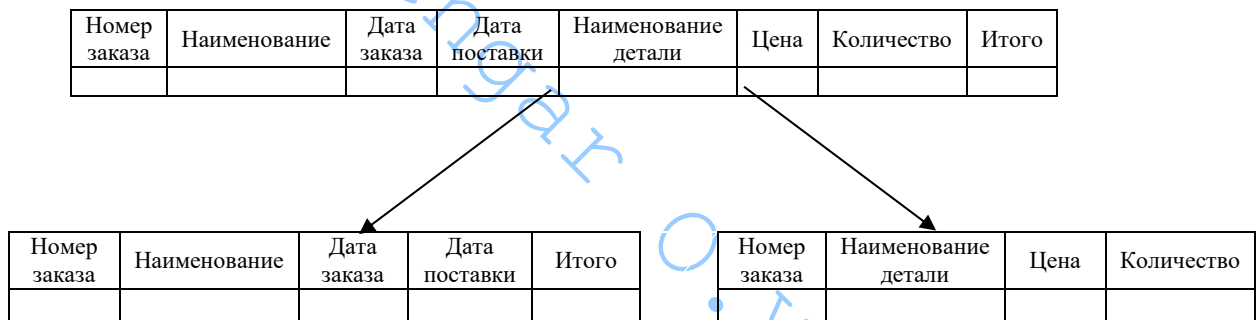 Номер заказа Наименование Дата заказа Дата поставки Наименование детали Цена Количество Итого
Номер заказа Наименование Дата заказа Дата поставки Итого
Номер заказа Наименование детали Цена Количество